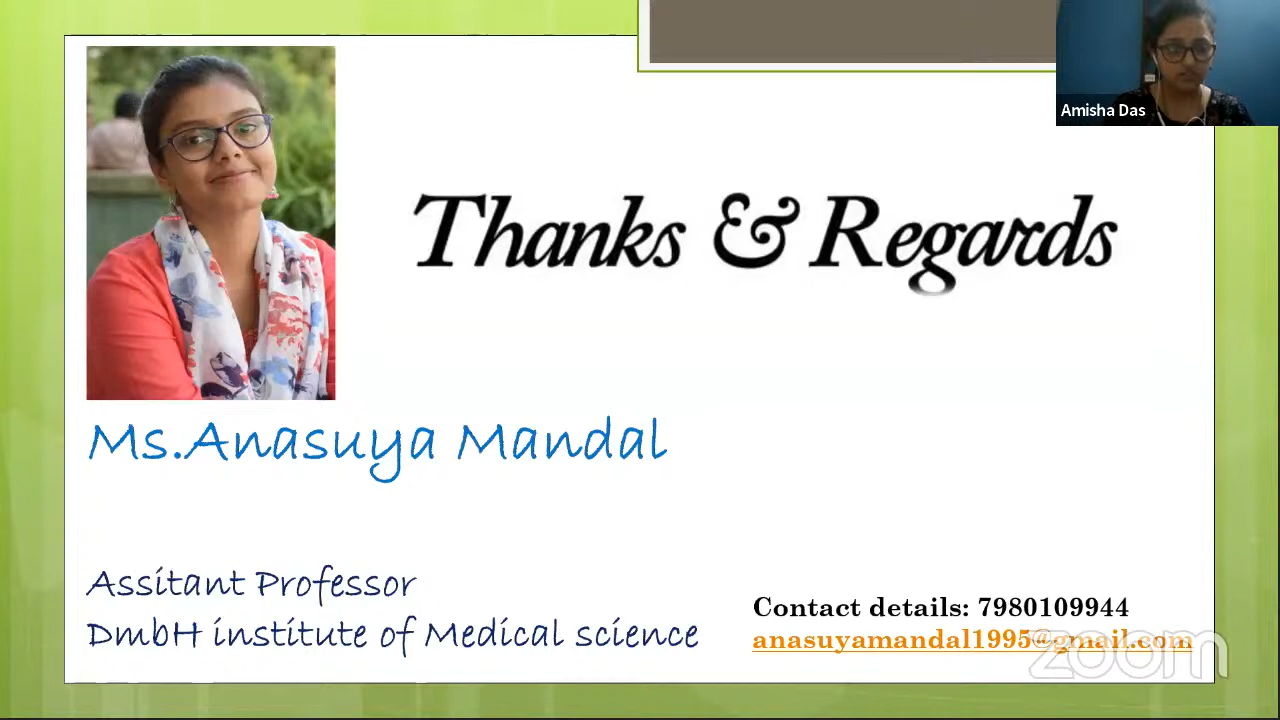 Amisha Das
Thanks & Regards
Ms.Anasuya Mandal
Assitant Professor
DmbH institute of Medical science
Contact details: 7980109944
anasuyamandal1995@gmail.com
zoom